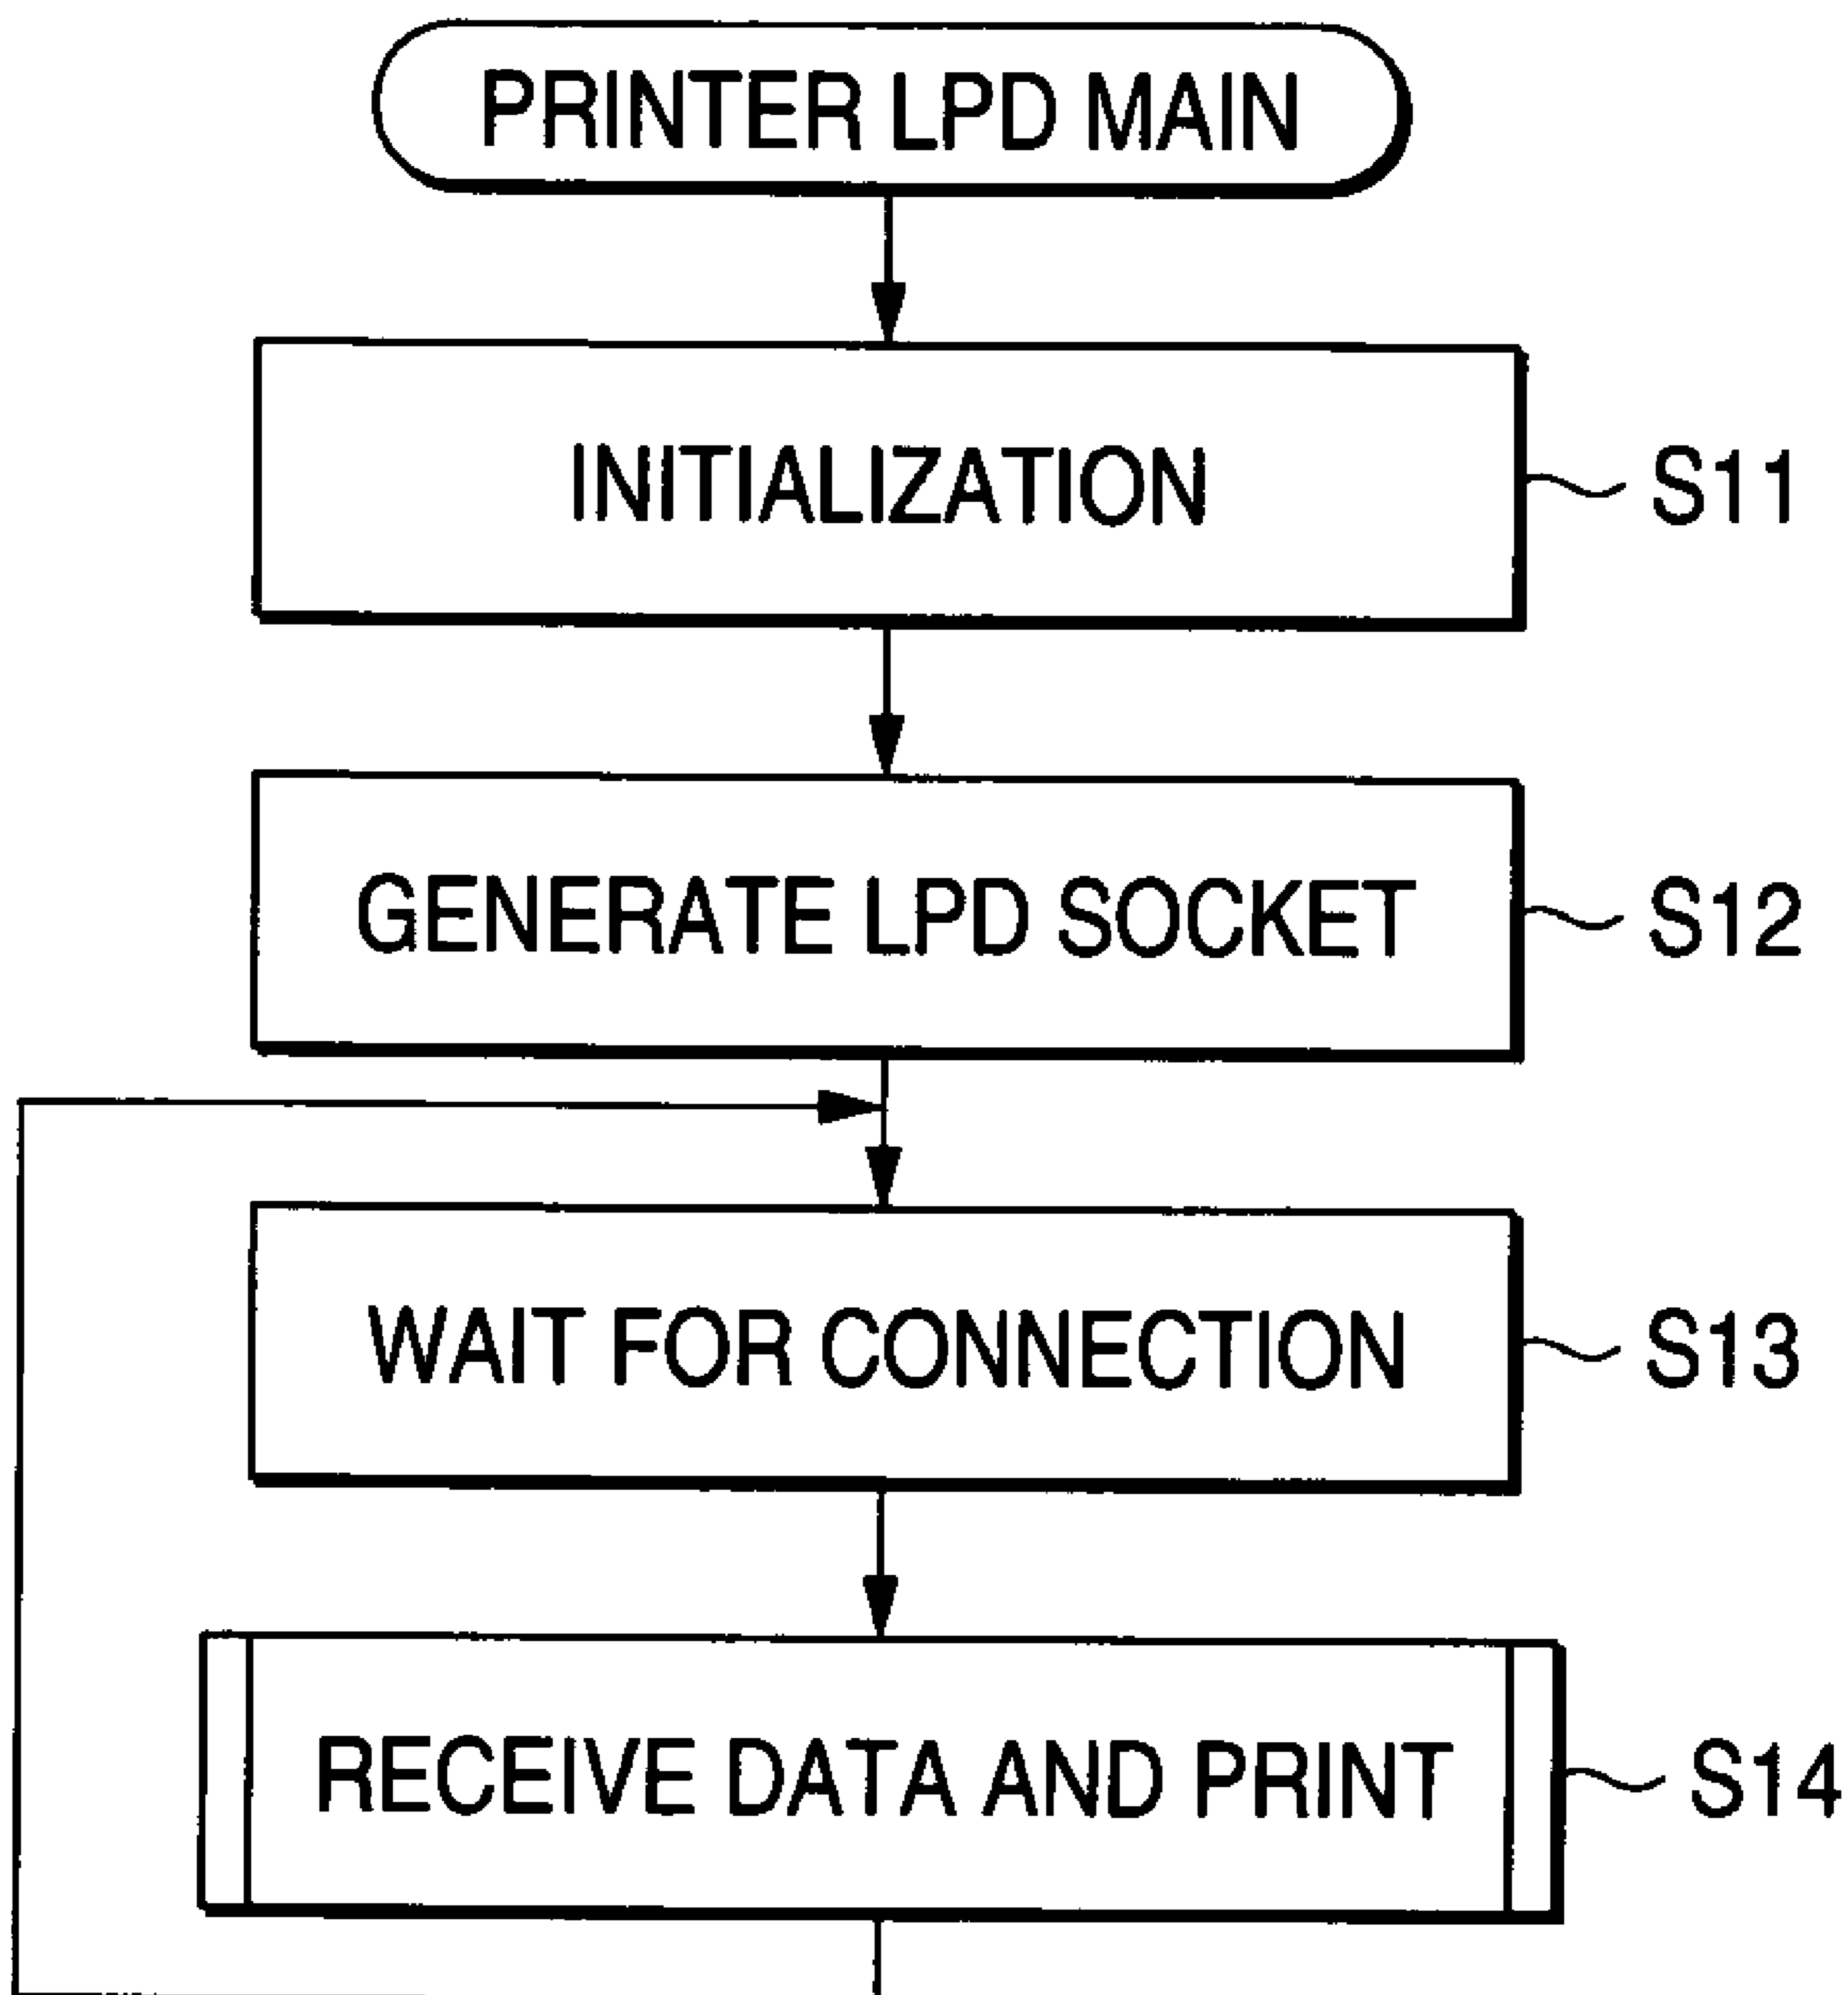 PRINTER LPD MAIN
INITIALIZATION
S11
GENERATE LPD SOCKET
S12
WAIT FOR CONNECTION
S13
RECEIVE DATA AND PRINT
S14